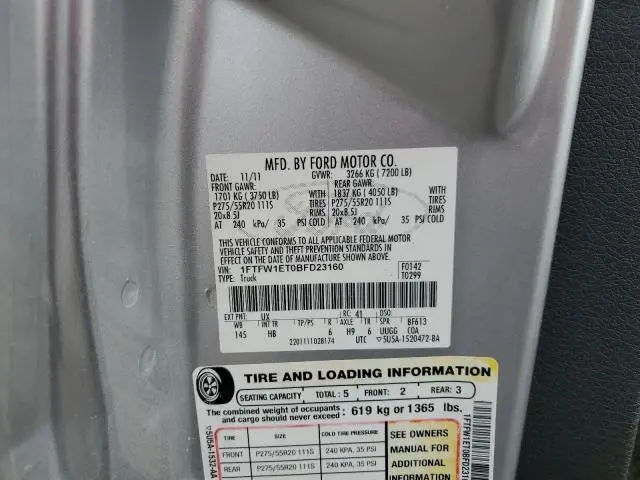 MFD. BY FORD MOTOR CO.
DATE: 11/11 GVWR: 3266 KG (7200 LB)
FRONT GAWR: REAR GAWR:
1701 KG (3750 LB) WITH 1837 KG (4050 LB) WITH
P275/55R20 111S TIRES P275/55R20 111S TIRES
20x8.5J RIMS 20x8.5J RIMS
AT 240 kPa/ 35 PSI COLD AT 240 kPa/ 35 PSI COLD
THIS VEHICLE CONFORMS TO ALL APPLICABLE FEDERAL MOTOR
VEHICLE SAFETY AND THEFT PREVENTION STANDARDS IN
EFFECT ON THE DATE OF MANUFACTURE SHOWN ABOVE.
VIN: 1FTFW1ET0BFD23160 F0142
TYPE: Truck T0299
EXT PNT: UX RC: 41 DSO:
WB INT TR TP/PS R AXLE TR SPR BF613
145 HB 6 H9 6 UUGG COA
2201111028174 UTC ▽5U5A-1520472-BA
TIRE AND LOADING INFORMATION
SEATING CAPACITY TOTAL: 5 FRONT: 2 REAR: 3
The combined weight of occupants and cargo should never exceed: 619 kg or 1365 lbs.
TIRE SIZE COLD TIRE PRESSURE
FRONT P275/55R20 111S 240 KPA, 35 PSI
REAR P275/55R20 111S 240 KPA, 35 PSI
SEE OWNERS
MANUAL FOR
ADDITIONAL
INFORMATION